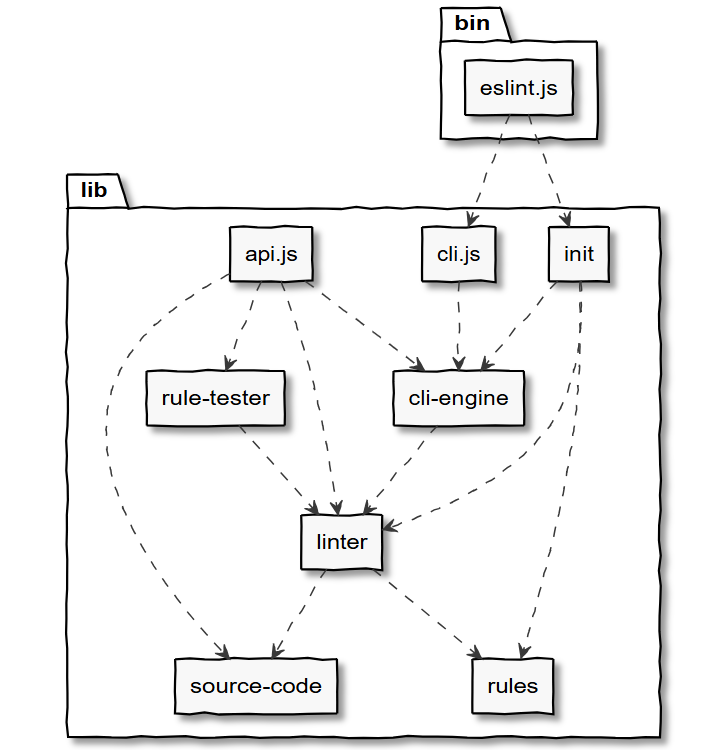 bin
eslint.js
lib
api.js
cli.js
init
rule-tester
cli-engine
linter
source-code
rules